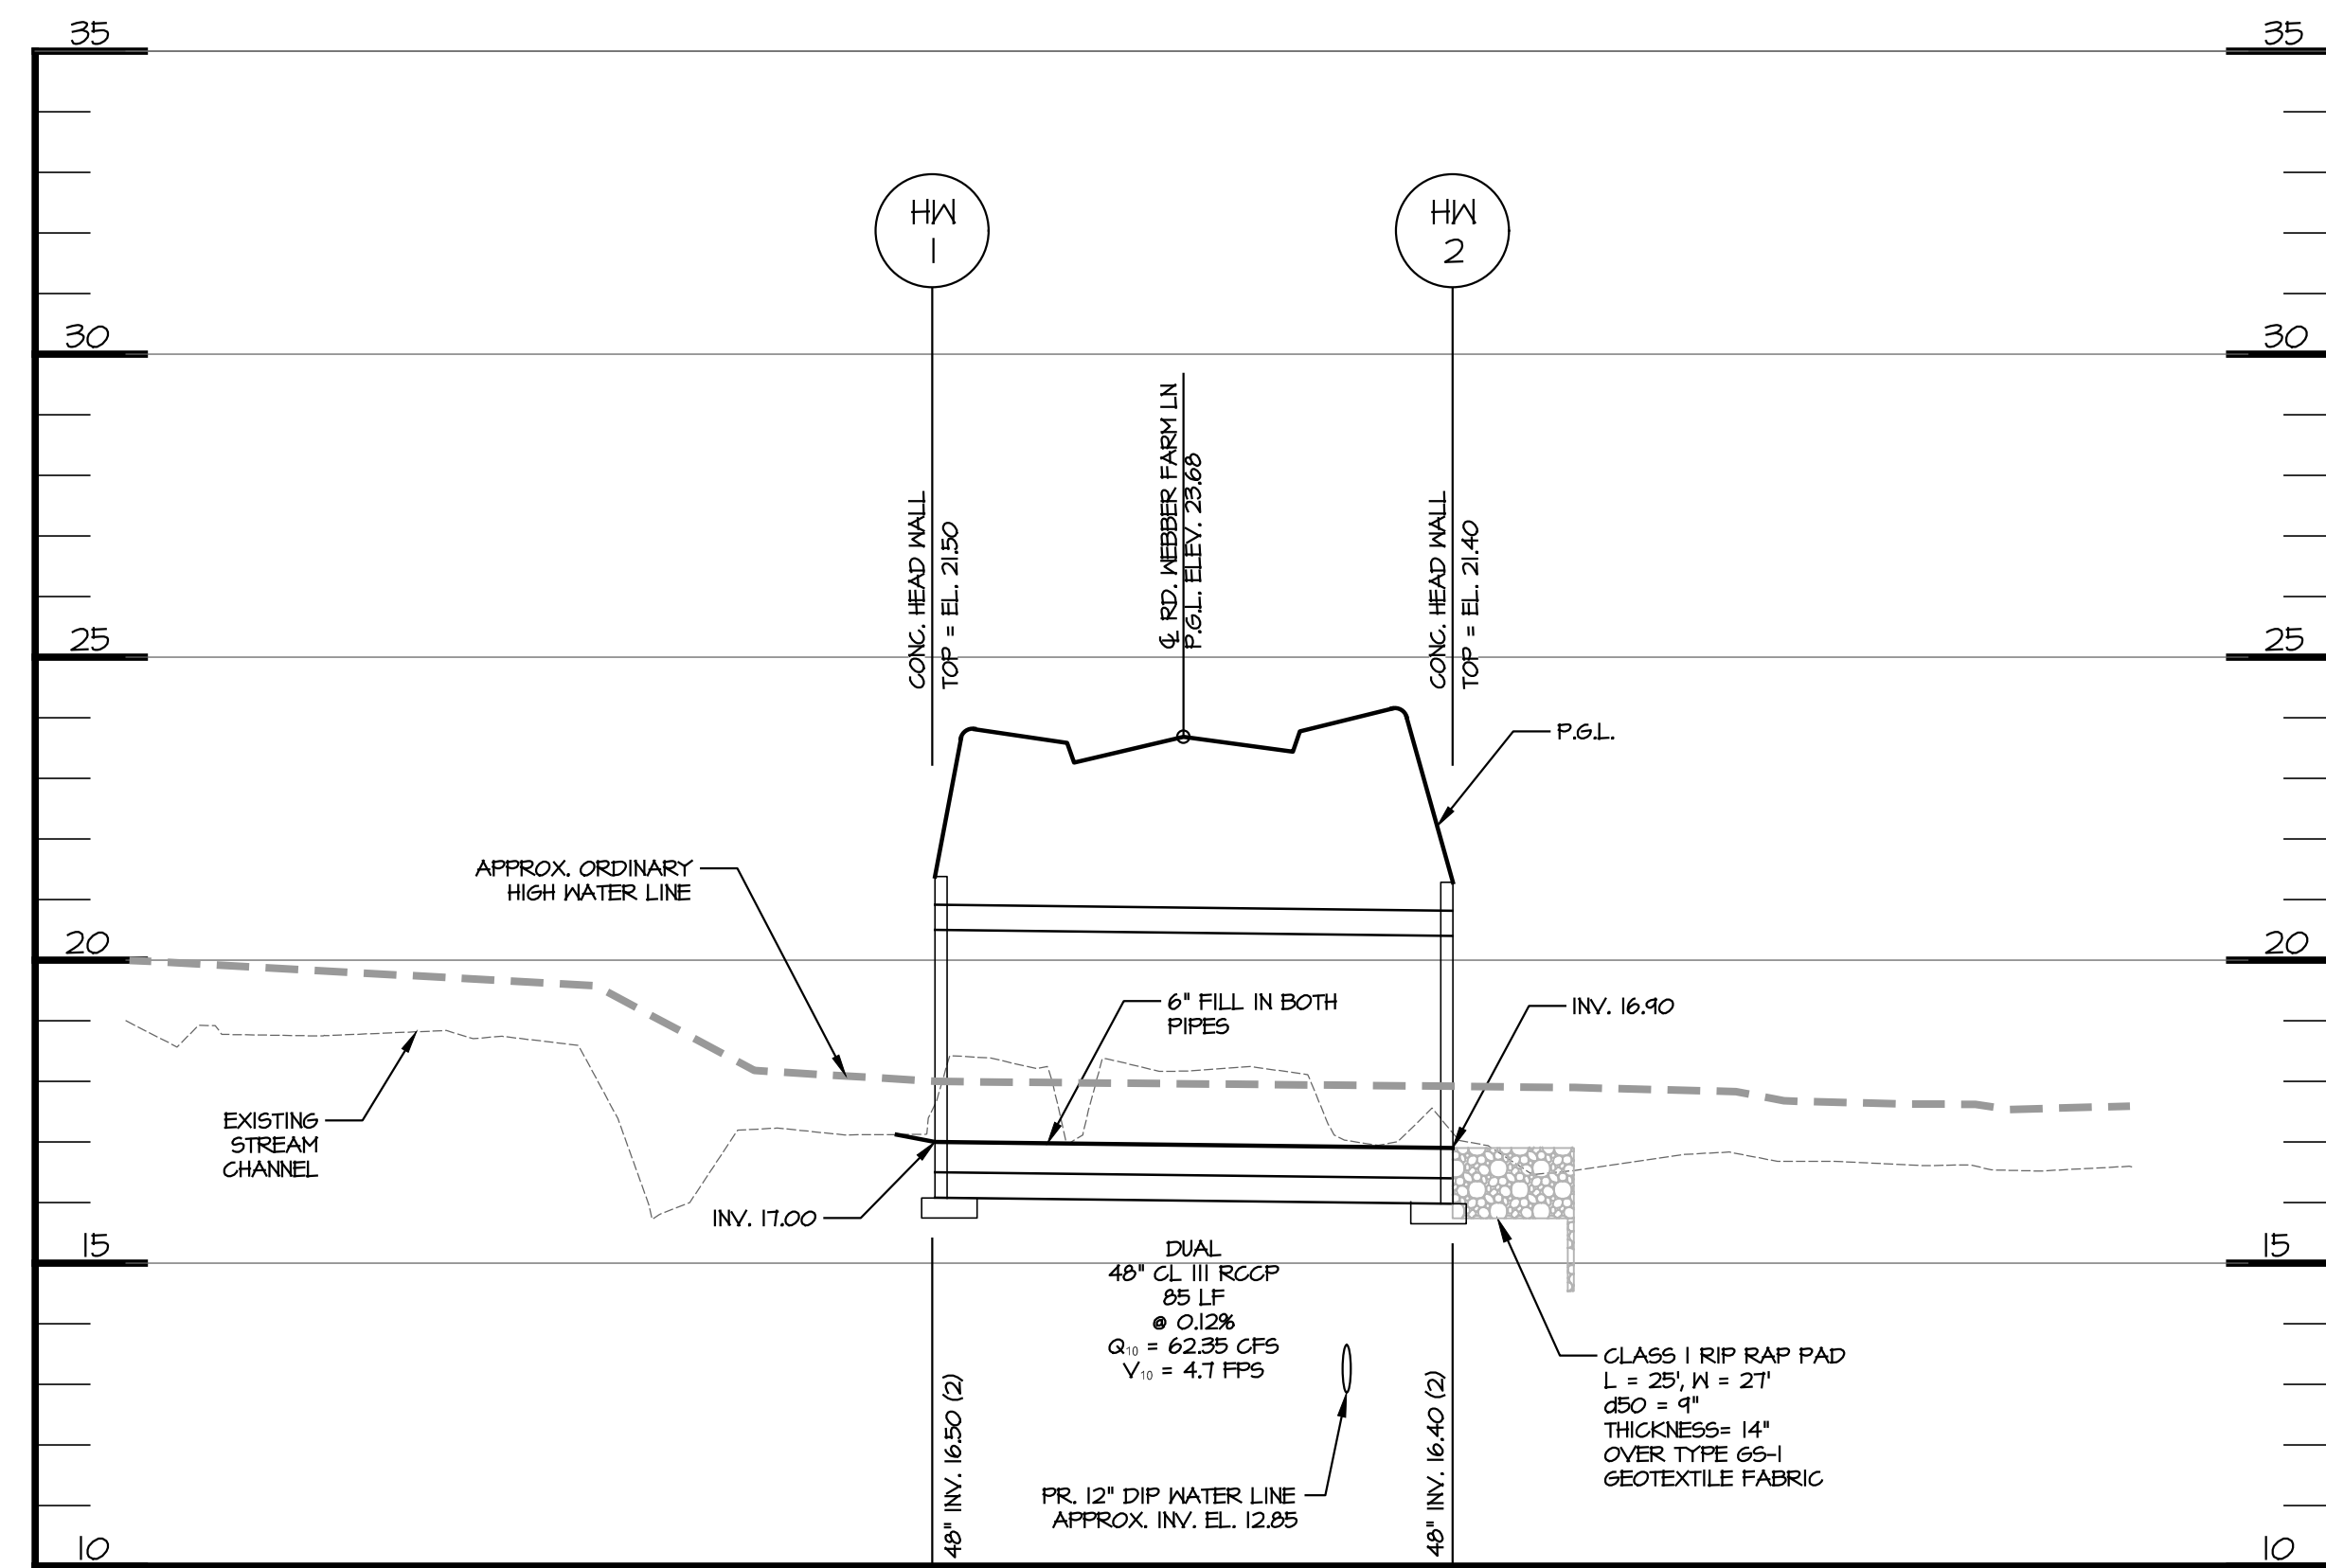 35
35
HW
1
HW
2
30
30
CONC. HEAD WALL
TOP = EL. 21.50
℄ RD. WEBBER FARM LN
P.G.L. ELEV. 23.68
CONC. HEAD WALL
TOP = EL. 21.40
25
25
P.G.L.
APPROX. ORDINARY
HIGH WATER LINE
20
20
6" FILL IN BOTH
PIPES
INV. 16.90
EXISTING
STREAM
CHANNEL
INV. 17.00
15
15
DUAL
48" CL III RCCP
85 LF
@ 0.12%
Q₁₀ = 62.35 CFS
V₁₀ = 4.7 FPS
CLASS I RIP RAP PAD
L = 25', W = 27'
d50 = 9"
THICKNESS= 14"
OVER TYPE GS-1
GEOTEXTILE FABRIC
48" INV. 16.50 (2)
48" INV. 16.40 (2)
PR. 12" DIP WATER LINE
APPROX. INV. EL. 12.85
10
10